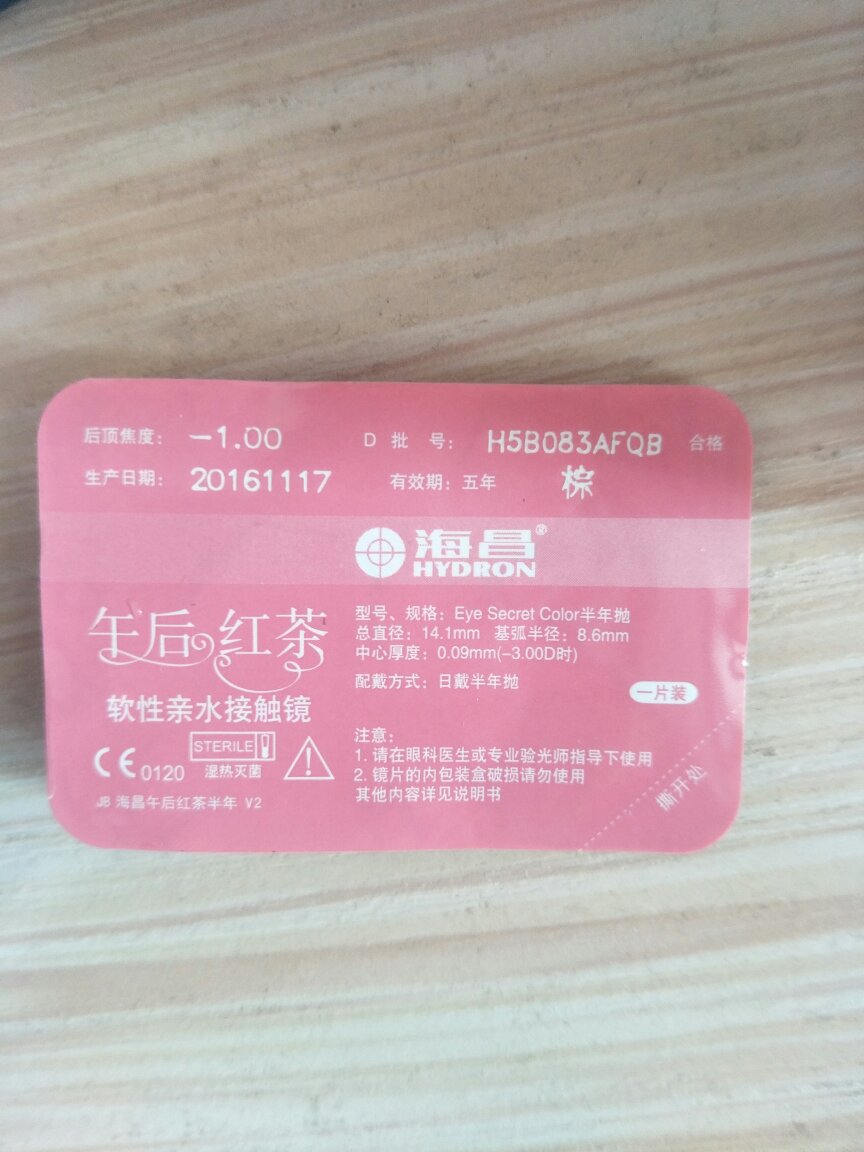 后顶焦度： -1.00 D 批 号： H5B083AFQB 合格
生产日期： 20161117 有效期：五年 棕
海昌®
HYDRON
午后红茶
软性亲水接触镜
CE 0120 STERILE
湿热灭菌
JB 海昌午后红茶半年 V2
型号、规格：Eye Secret Color半年抛
总直径：14.1mm 基弧半径：8.6mm
中心厚度：0.09mm(-3.00D时)
配戴方式：日戴半年抛
一片装
注意：
1. 请在眼科医生或专业验光师指导下使用
2. 镜片的内包装盒破损请勿使用
其他内容详见说明书
撕开处